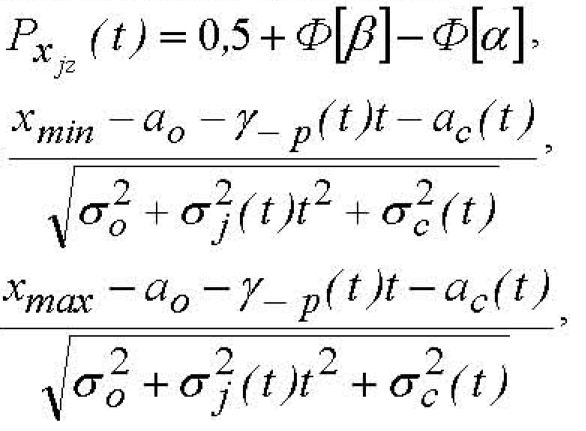 P_{x_{jz}}(t) = 0,5 + Φ[β] – Φ[α],
x_{min} – a_o – γ_{– p}(t)t – a_c(t)
,
√σ_o^2 + σ_j^2(t)t^2 + σ_c^2(t)
x_{max} – a_o – γ_{– p}(t)t – a_c(t)
,
√σ_o^2 + σ_j^2(t)t^2 + σ_c^2(t)